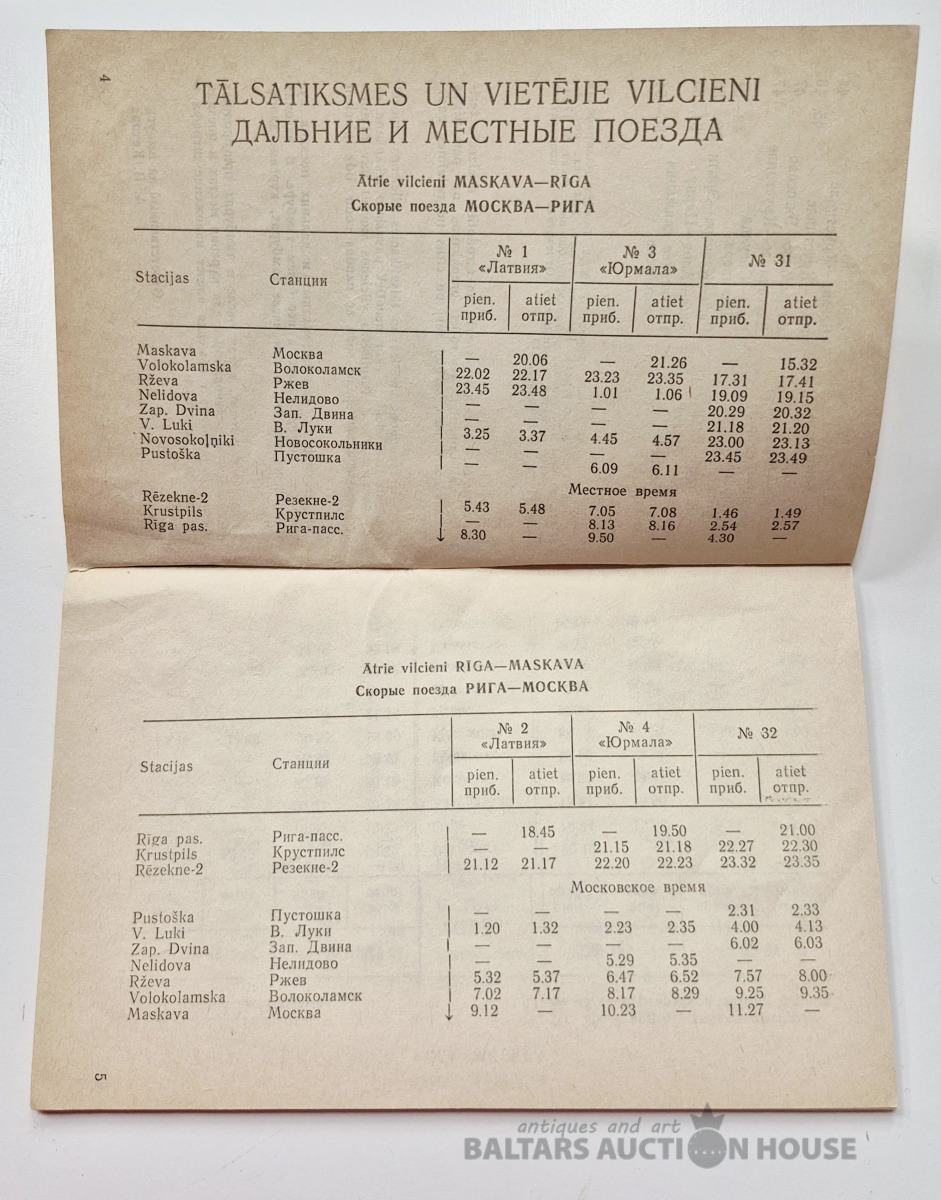 4
TĀLSATIKSMES UN VIETĒJIE VILCIENI
ДАЛЬНИЕ И МЕСТНЫЕ ПОЕЗДА
Ātrie vilcieni MASKAVA—RĪGA
Скорые поезда МОСКВА—РИГА
Stacijas Станции № 1 «Латвия» № 3 «Юрмала» № 31
pien. приб. atiet отпр. pien. приб. atiet отпр. pien. приб. atiet отпр.
Maskava Москва — 20.06 — 21.26 — 15.32
Volokolamska Волоколамск 22.02 22.17 23.23 23.35 17.31 17.41
Rževa Ржев 23.45 23.48 1.01 1.06 19.09 19.15
Nelidova Нелидово — — — — 20.29 20.32
Zap. Dvina Зап. Двина — — — — 21.18 21.20
V. Luki В. Луки 3.25 3.37 4.45 4.57 23.00 23.13
Novosokoļņiki Новосокольники — — — — 23.45 23.49
Pustoška Пустошка — — 6.09 6.11 — —
Местное время
Rēzekne-2 Резекне-2 5.43 5.48 7.05 7.08 1.46 1.49
Krustpils Крустпилс — — 8.13 8.16 2.54 2.57
Rīga pas. Рига-пасс. 8.30 — 9.50 — 4.30 —
Ātrie vilcieni RĪGA—MASKAVA
Скорые поезда РИГА—МОСКВА
Stacijas Станции № 2 «Латвия» № 4 «Юрмала» № 32
pien. приб. atiet отпр. pien. приб. atiet отпр. pien. приб. atiet отпр.
Rīga pas. Рига-пасс. — 18.45 — 19.50 — 21.00
Krustpils Крустпилс — — 21.15 21.18 22.27 22.30
Rēzekne-2 Резекне-2 21.12 21.17 22.20 22.23 23.32 23.35
Московское время
Pustoška Пустошка — — — — 2.31 2.33
V. Luki В. Луки 1.20 1.32 2.23 2.35 4.00 4.13
Zap. Dvina Зап. Двина — — — — 6.02 6.03
Nelidova Нелидово — — 5.29 5.35 — —
Rževa Ржев 5.32 5.37 6.47 6.52 7.57 8.00
Volokolamska Волоколамск 7.02 7.17 8.17 8.29 9.25 9.35
Maskava Москва 9.12 — 10.23 — 11.27 —
5
antiques and art
BALTARS AUCTION HOUSE